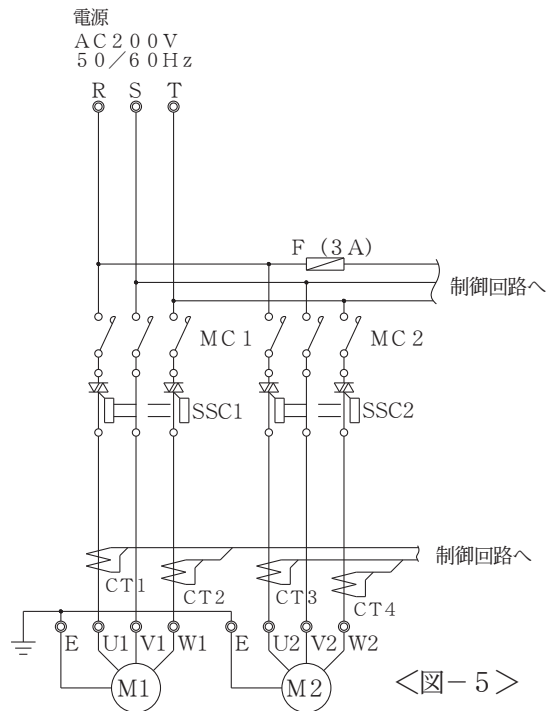 電源
AC200V
50/60Hz
R S T
F (3A)
制御回路へ
MC1 MC2
SSC1 SSC2
制御回路へ
CT1 CT2 CT3 CT4
E U1 V1 W1 E U2 V2 W2
M1 M2
<図-5>